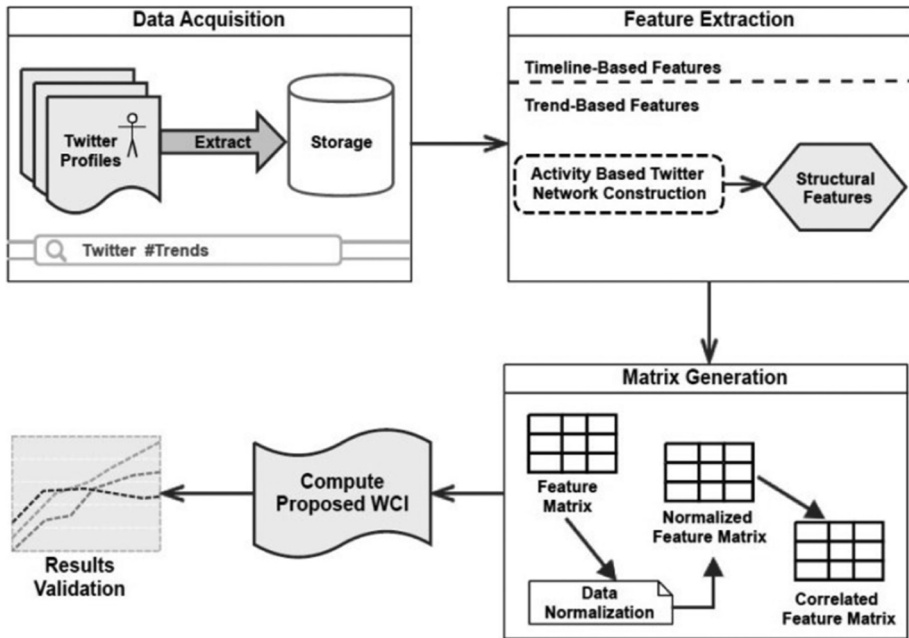 Data Acquisition
Twitter
Profiles
Extract
Storage
Twitter #Trends
Feature Extraction
Timeline-Based Features
Trend-Based Features
Activity Based Twitter
Network Construction
Structural
Features
Matrix Generation
Feature
Matrix
Data
Normalization
Normalized
Feature Matrix
Correlated
Feature Matrix
Compute
Proposed WCI
Results
Validation